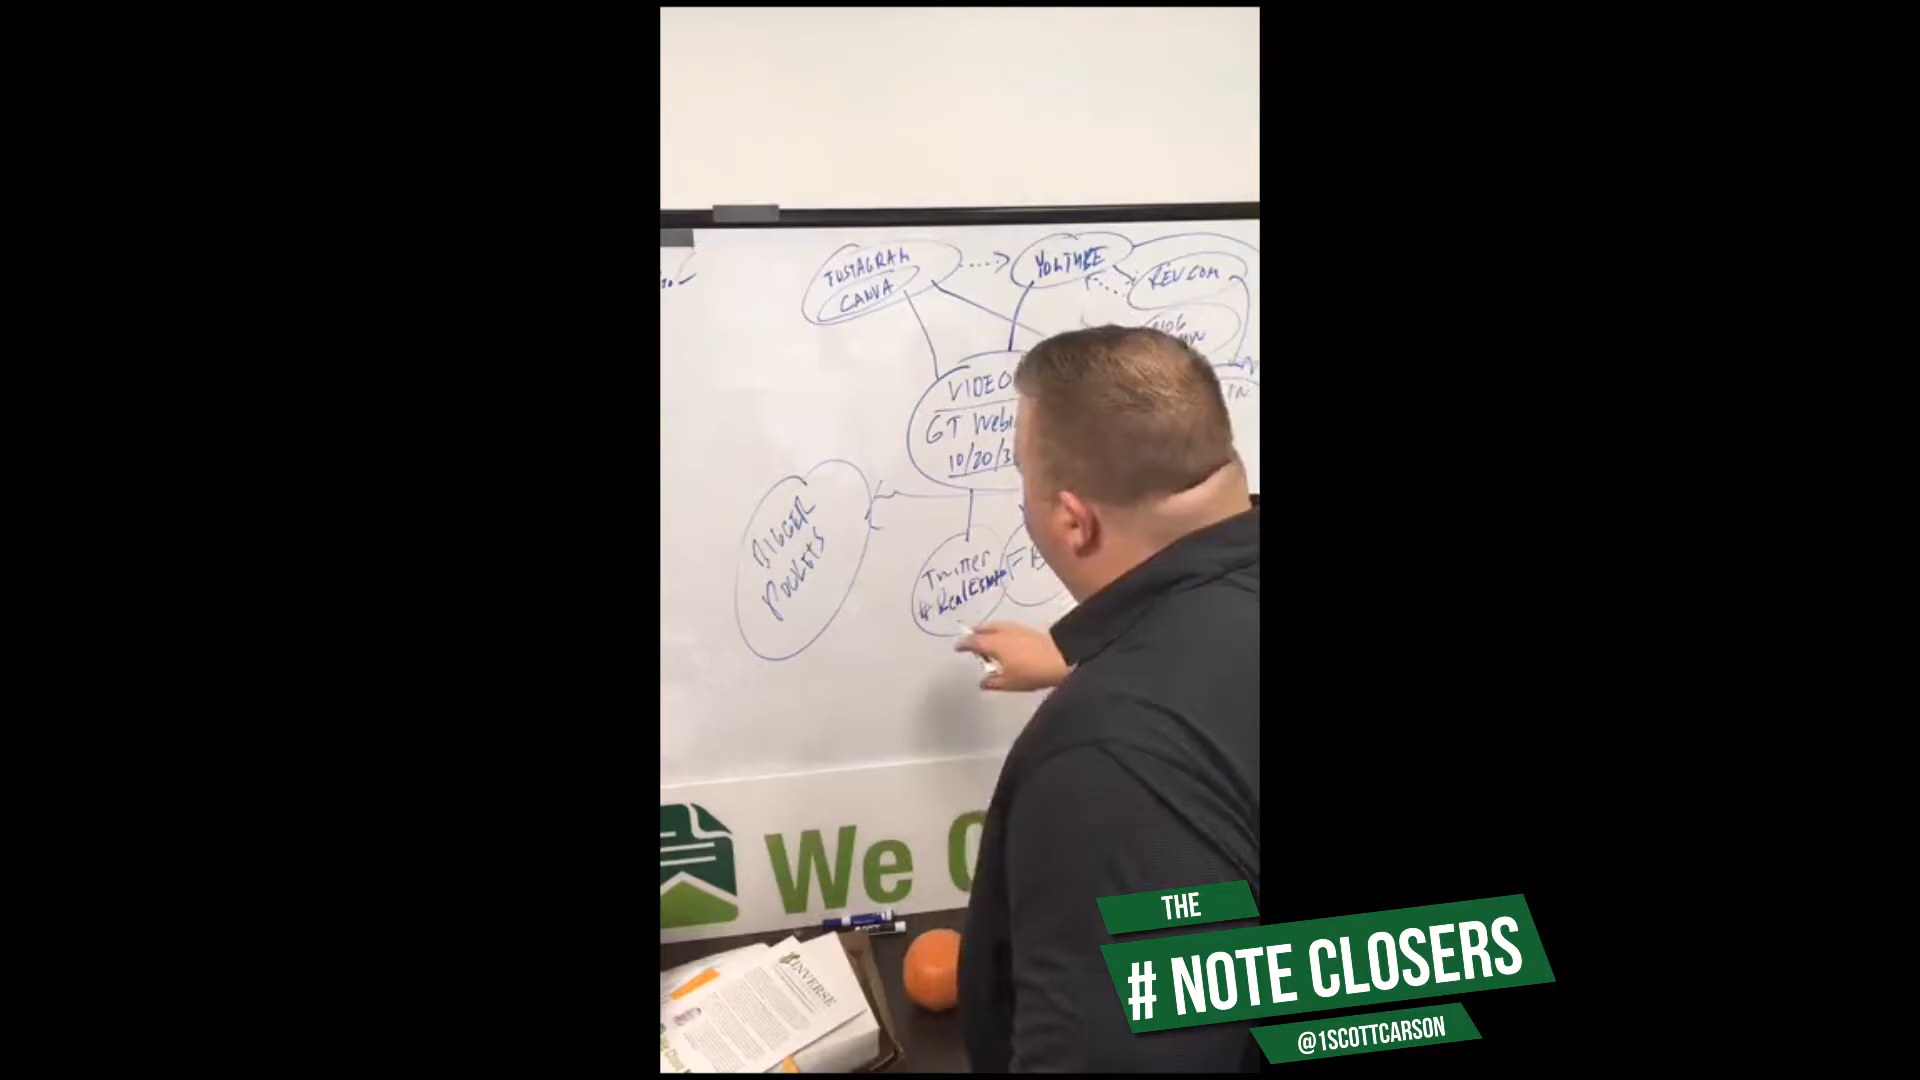 INSTAGRAM
CANVA
YOUTUBE
REV.COM
VIDEO
GT Webi
10/20/3
BIGGER
POCKETS
Twitter
#RealEstate
FB
We C
INVERSE
THE
# NOTE CLOSERS
@1SCOTTCARSON